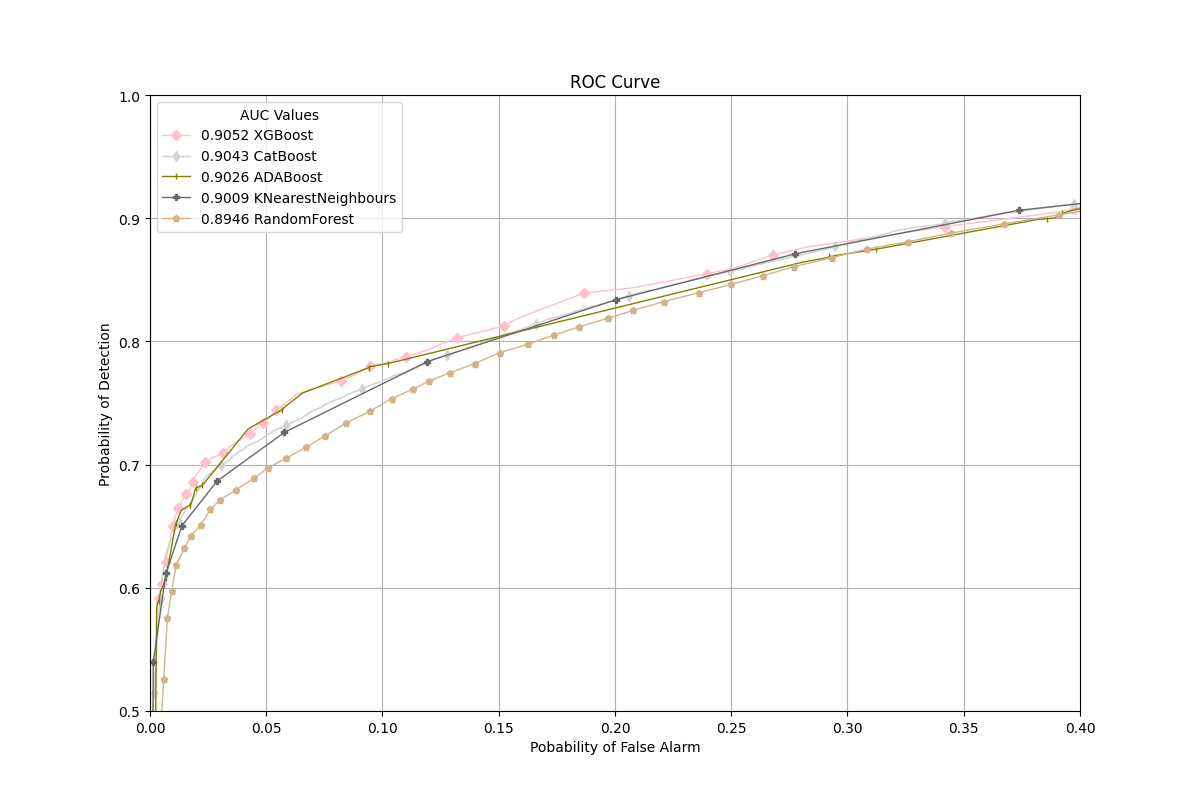 ROC Curve
AUC Values
0.9052 XGBoost
0.9043 CatBoost
0.9026 ADABoost
0.9009 KNearestNeighbours
0.8946 RandomForest
Probability of Detection
1.0
0.9
0.8
0.7
0.6
0.5
0.00 0.05 0.10 0.15 0.20 0.25 0.30 0.35 0.40
Pobability of False Alarm